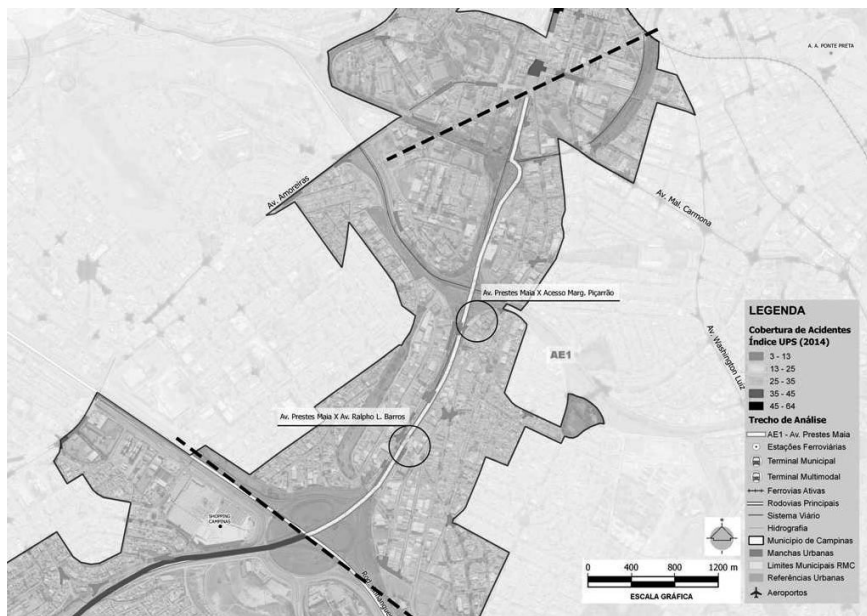 A. A. PONTE PRETA
Av. Amoreiras
Av. Mal. Carmona
Av. Prestes Maia X Acesso Marg. Piçarrão
Av. Washington Luiz
AE1
Av. Prestes Maia X Av. Ralpho L. Barros
SHOPPING
CAMPINAS
LEGENDA
Cobertura de Acidentes
Índice UPS (2014)
3 - 13
13 - 25
25 - 35
35 - 45
45 - 64
Trecho de Análise
AE1 - Av. Prestes Maia
Estações Ferroviárias
Terminal Municipal
Terminal Multimodal
Ferrovias Ativas
Rodovias Principais
Sistema Viário
Hidrografia
Município de Campinas
Manchas Urbanas
Limites Municipais RMC
Referências Urbanas
Aeroportos
0 400 800 1200 m
ESCALA GRÁFICA